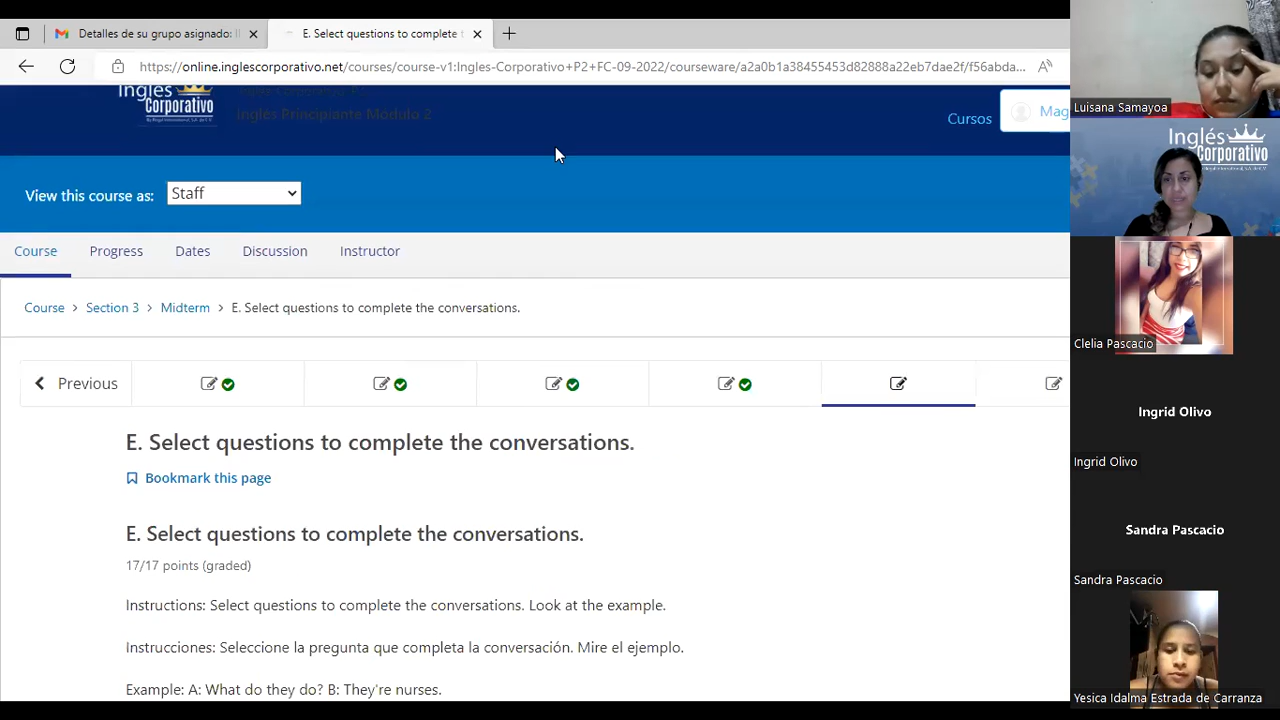 Detalles de su grupo asignado: I
E. Select questions to complete t
https://online.inglescorporativo.net/courses/course-v1:Ingles-Corporativo+P2+FC-09-2022/courseware/a2a0b1a38455453d82888a22eb7dae2f/f56abda...
Inglés Corporativo
Inglés Principiante Módulo 2
Cursos
Mag
View this course as:
Staff
Course
Progress
Dates
Discussion
Instructor
Course > Section 3 > Midterm > E. Select questions to complete the conversations.
Previous
E. Select questions to complete the conversations.
Bookmark this page
E. Select questions to complete the conversations.
17/17 points (graded)
Instructions: Select questions to complete the conversations. Look at the example.
Instrucciones: Seleccione la pregunta que completa la conversación. Mire el ejemplo.
Example: A: What do they do? B: They're nurses.
Luisana Samayoa
Inglés
Corporativo
Clelia Pascacio
Ingrid Olivo
Ingrid Olivo
Sandra Pascacio
Sandra Pascacio
Yesica Idalma Estrada de Carranza